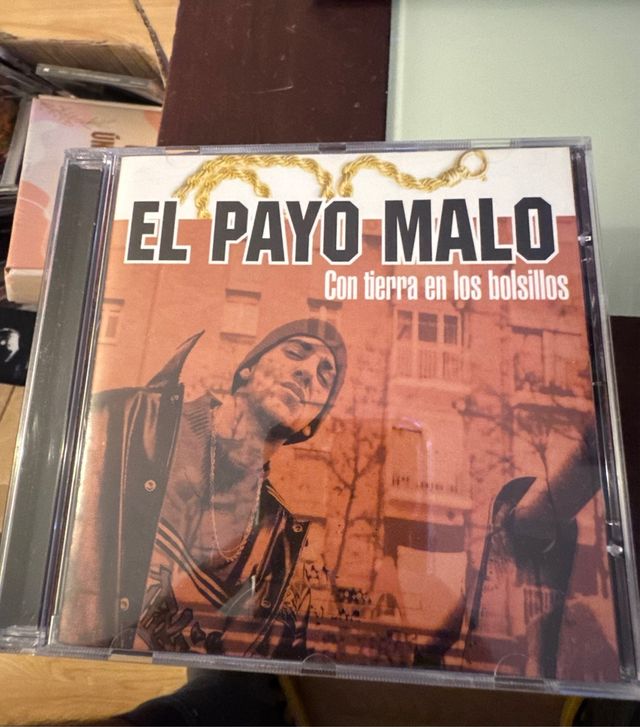 EL PAYO MALO
Con tierra en los bolsillos